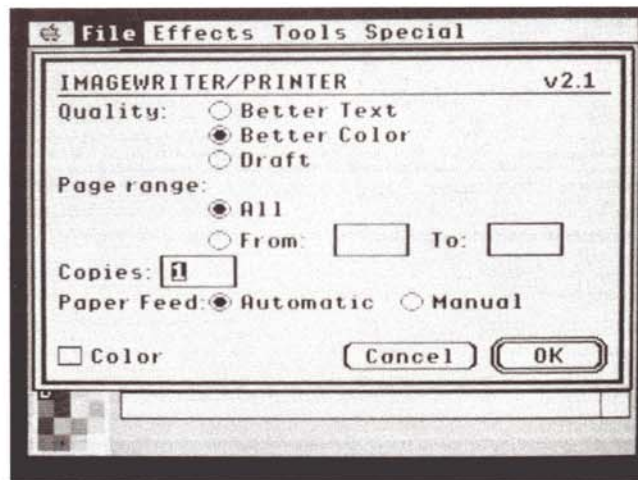 File Effects Tools Special
IMAGEWRITER/PRINTER v2.1
Quality: Better Text
Better Color
Draft
Page range:
All
From: To:
Copies: 1
Paper Feed: Automatic Manual
Color Cancel OK